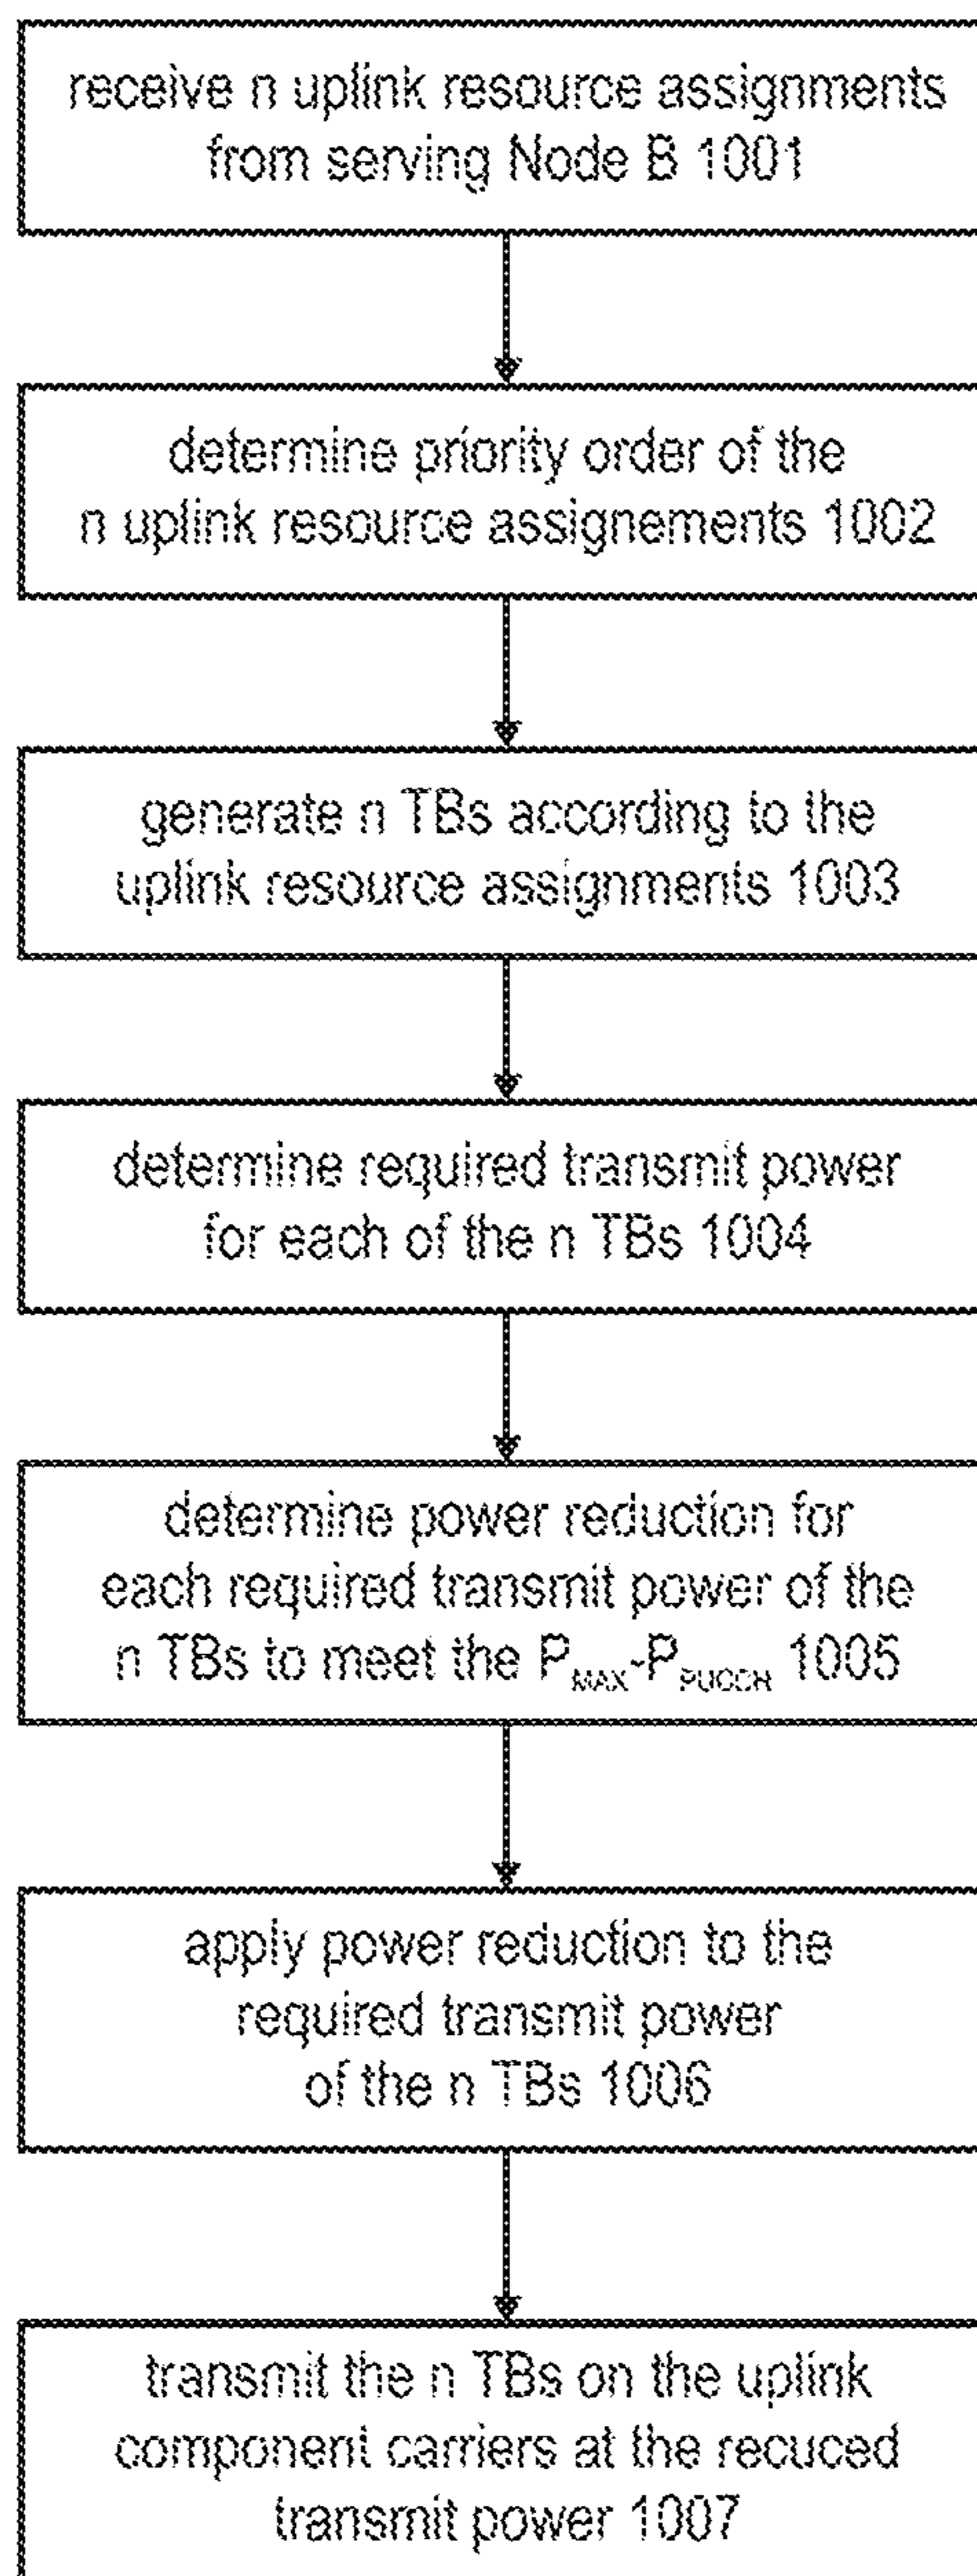 receive n uplink resource assignments
from serving Node B 1001
determine priority order of the
n uplink resource assignements 1002
generate n TBs according to the
uplink resource assignments 1003
determine required transmit power
for each of the n TBs 1004
determine power reduction for
each required transmit power of the
n TBs to meet the P_MAX-P_PUCCH 1005
apply power reduction to the
required transmit power
of the n TBs 1006
transmit the n TBs on the uplink
component carriers at the recuced
transmit power 1007